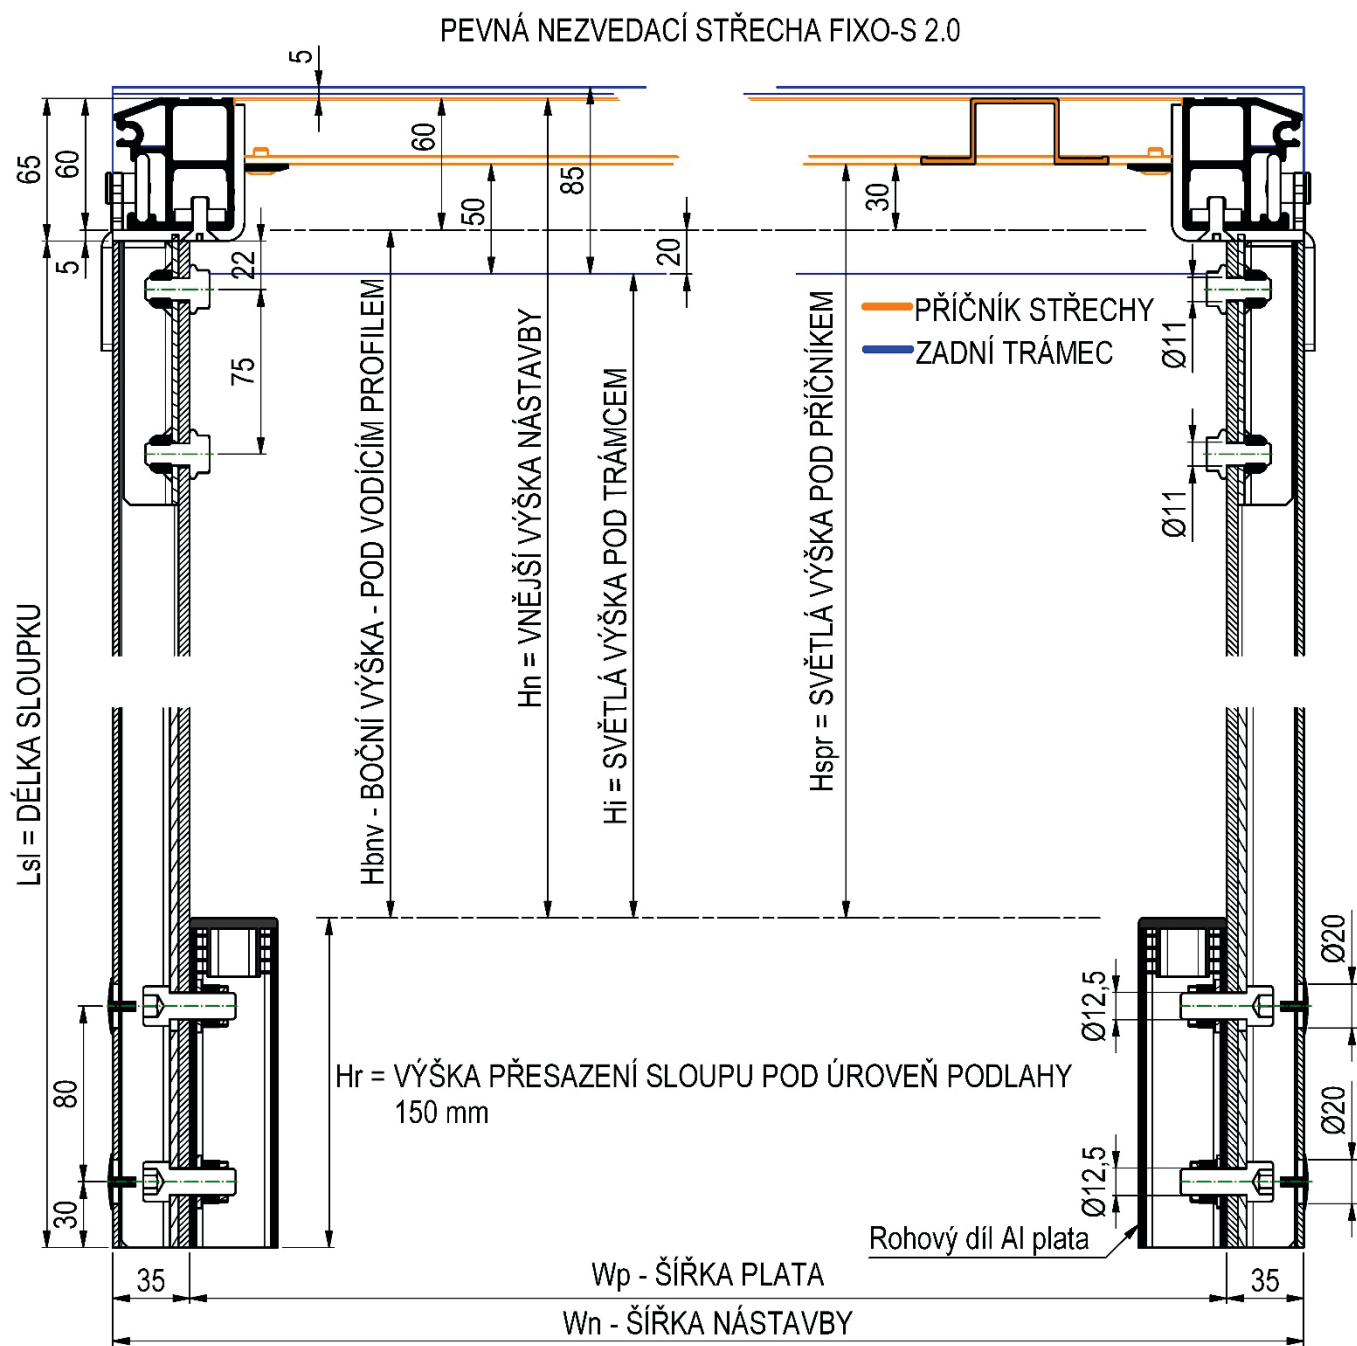 PEVNÁ NEZVEDACÍ STŘECHA FIXO-S 2.0
5
65
60
5
60
50
85
20
30
22
75
Ø11
Ø11
PŘÍČNÍK STŘECHY
ZADNÍ TRÁMEC
Lsl = DÉLKA SLOUPKU
Hbnv - BOČNÍ VÝŠKA - POD VODÍCÍM PROFILEM
Hn = VNĚJŠÍ VÝŠKA NÁSTAVBY
Hi = SVĚTLÁ VÝŠKA POD TRÁMCEM
Hspr = SVĚTLÁ VÝŠKA POD PŘÍČNÍKEM
Ø12,5
Ø20
Hr = VÝŠKA PŘESAZENÍ SLOUPU POD ÚROVEŇ PODLAHY
150 mm
80
30
Ø12,5
Ø20
Rohový díl Al plata
35
Wp - ŠÍŘKA PLATA
35
Wn - ŠÍŘKA NÁSTAVBY